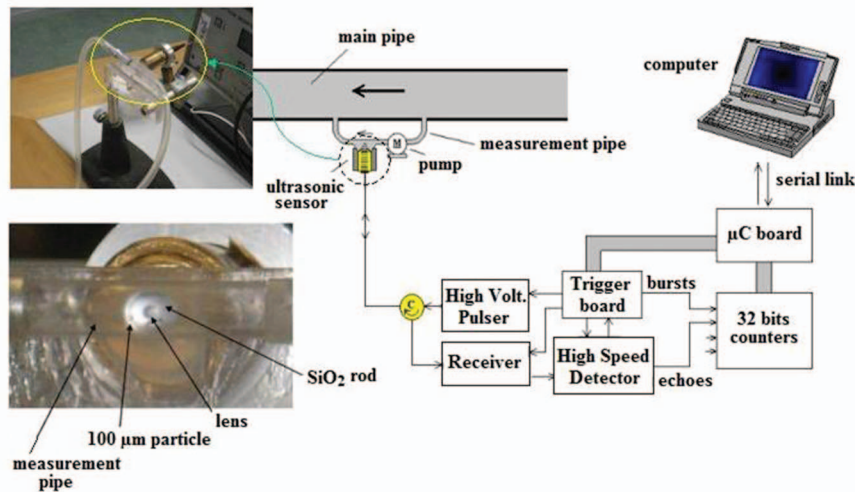 main pipe
computer
M
measurement pipe
pump
ultrasonic
sensor
serial link
µC board
C
High Volt.
Pulser
Trigger
board
bursts
32 bits
counters
Receiver
High Speed
Detector
echoes
SiO₂ rod
lens
100 µm particle
measurement
pipe